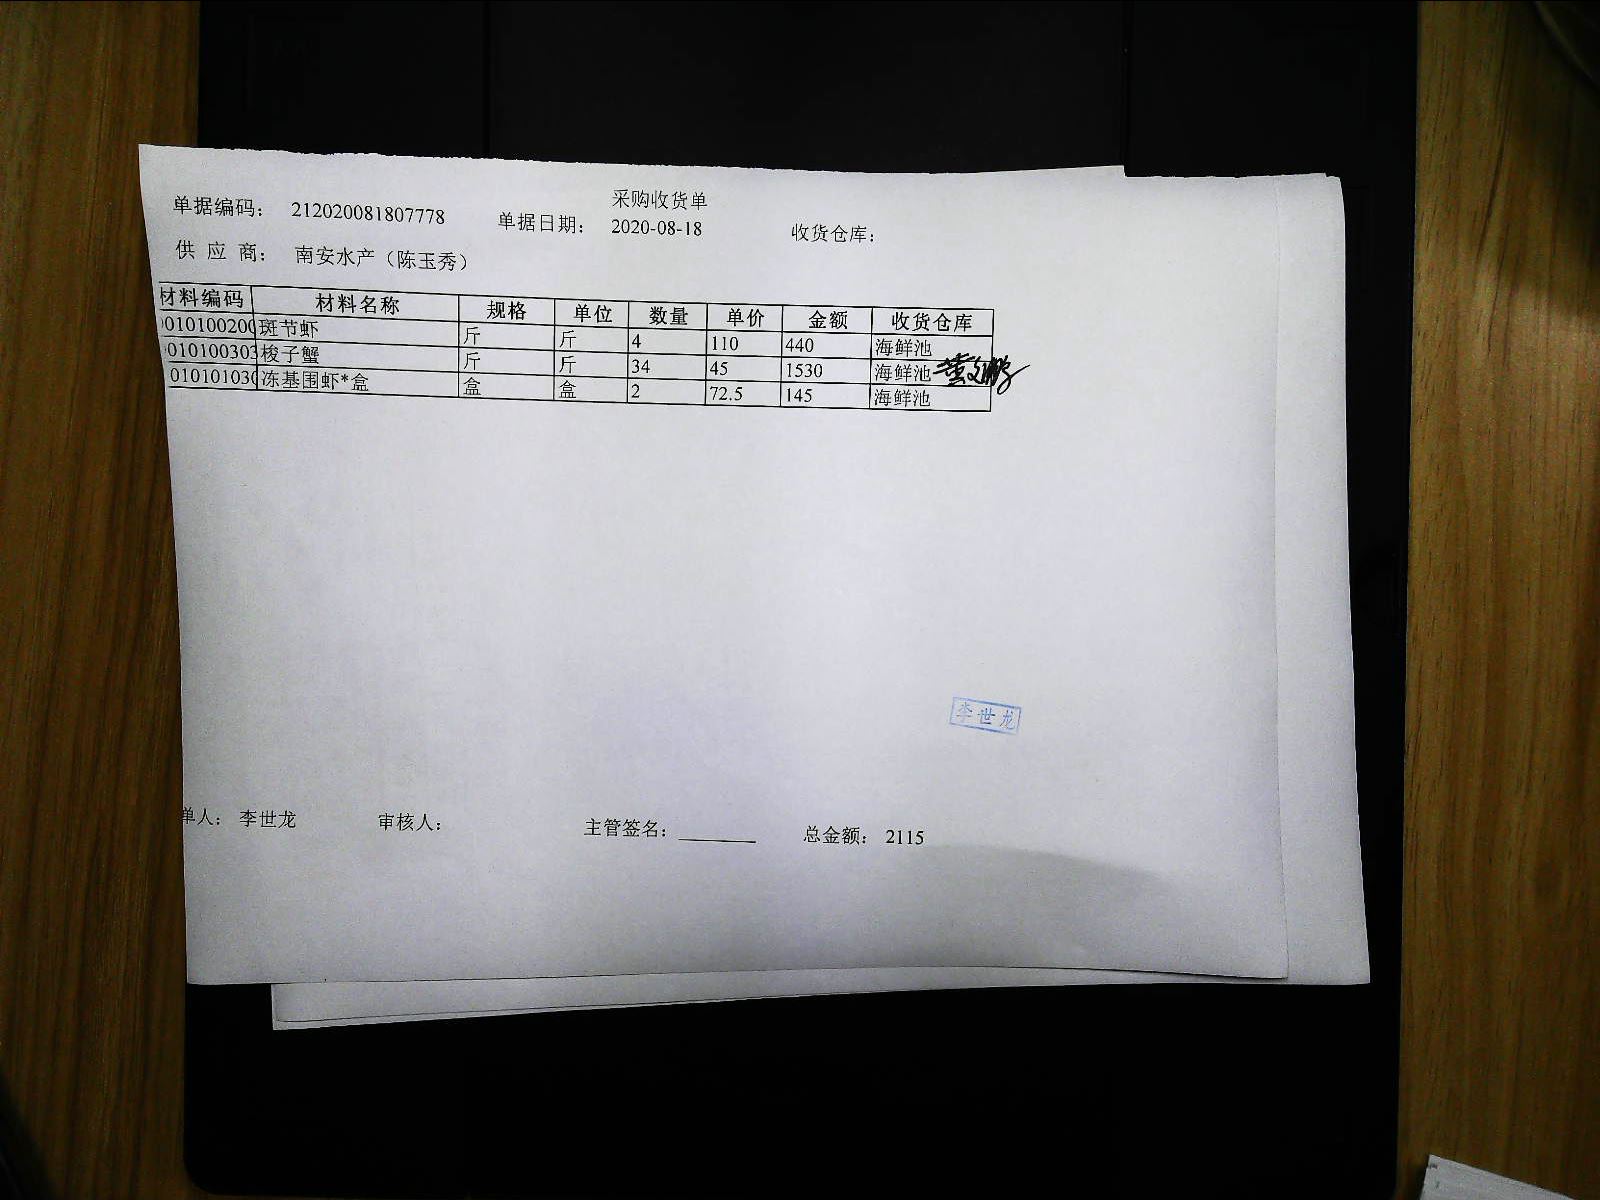 采购收货单
单据编码： 212020081807778 单据日期： 2020-08-18 收货仓库：
供 应 商： 南安水产（陈玉秀）
材料编码 材料名称 规格 单位 数量 单价 金额 收货仓库
010100200 斑节虾 斤 斤 4 110 440 海鲜池
010100303 梭子蟹 斤 斤 34 45 1530 海鲜池
010101030 冻基围虾*盒 盒 盒 2 72.5 145 海鲜池
李世龙
单人： 李世龙 审核人： 主管签名： 总金额： 2115